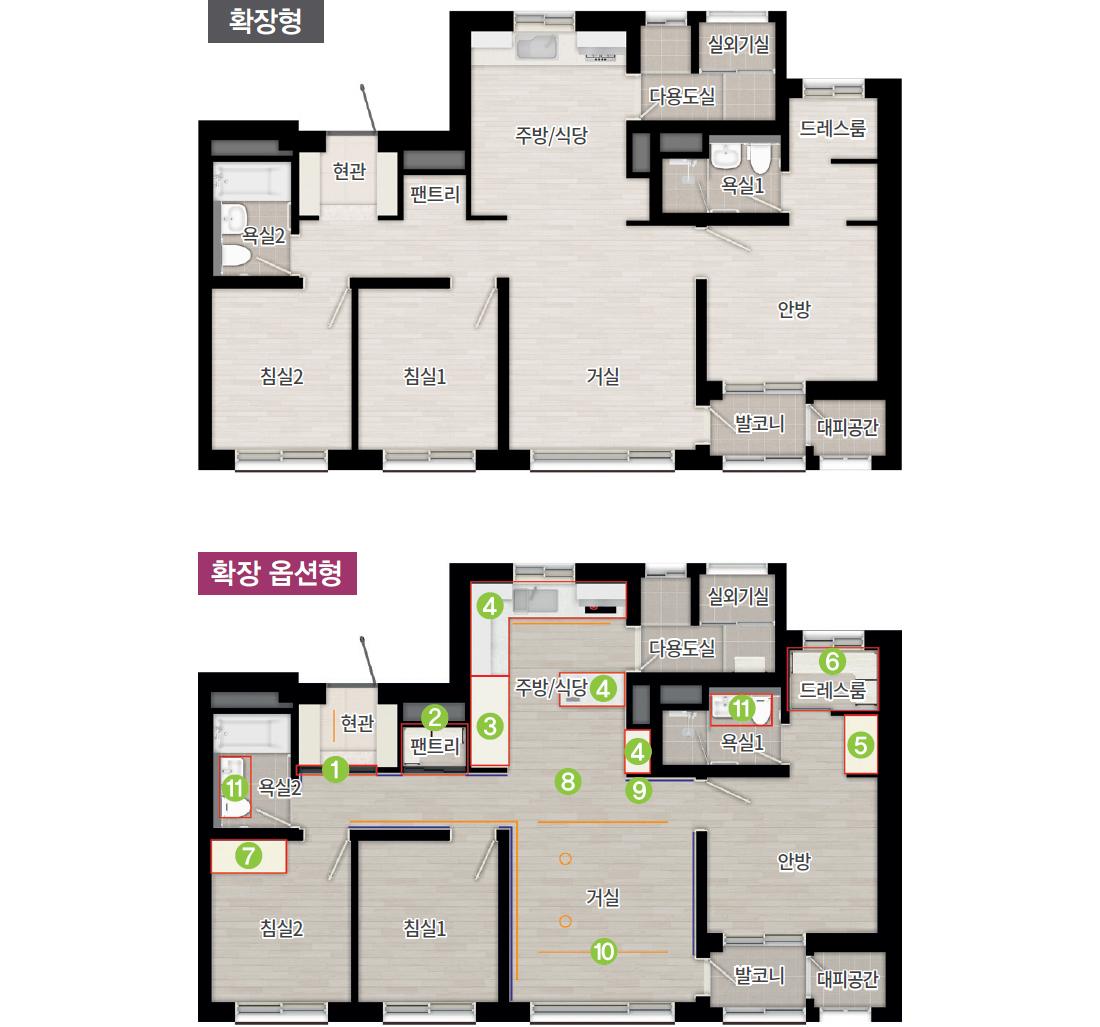 확장형
실외기실
다용도실
드레스룸
주방/식당
현관
팬트리
욕실1
욕실2
안방
침실2
침실1
거실
발코니
대피공간
확장 옵션형
4
실외기실
다용도실
6
드레스룸
주방/식당
4
11
2
현관
팬트리
3
4
욕실1
5
1
8
9
11
욕실2
7
안방
거실
침실2
침실1
10
발코니
대피공간